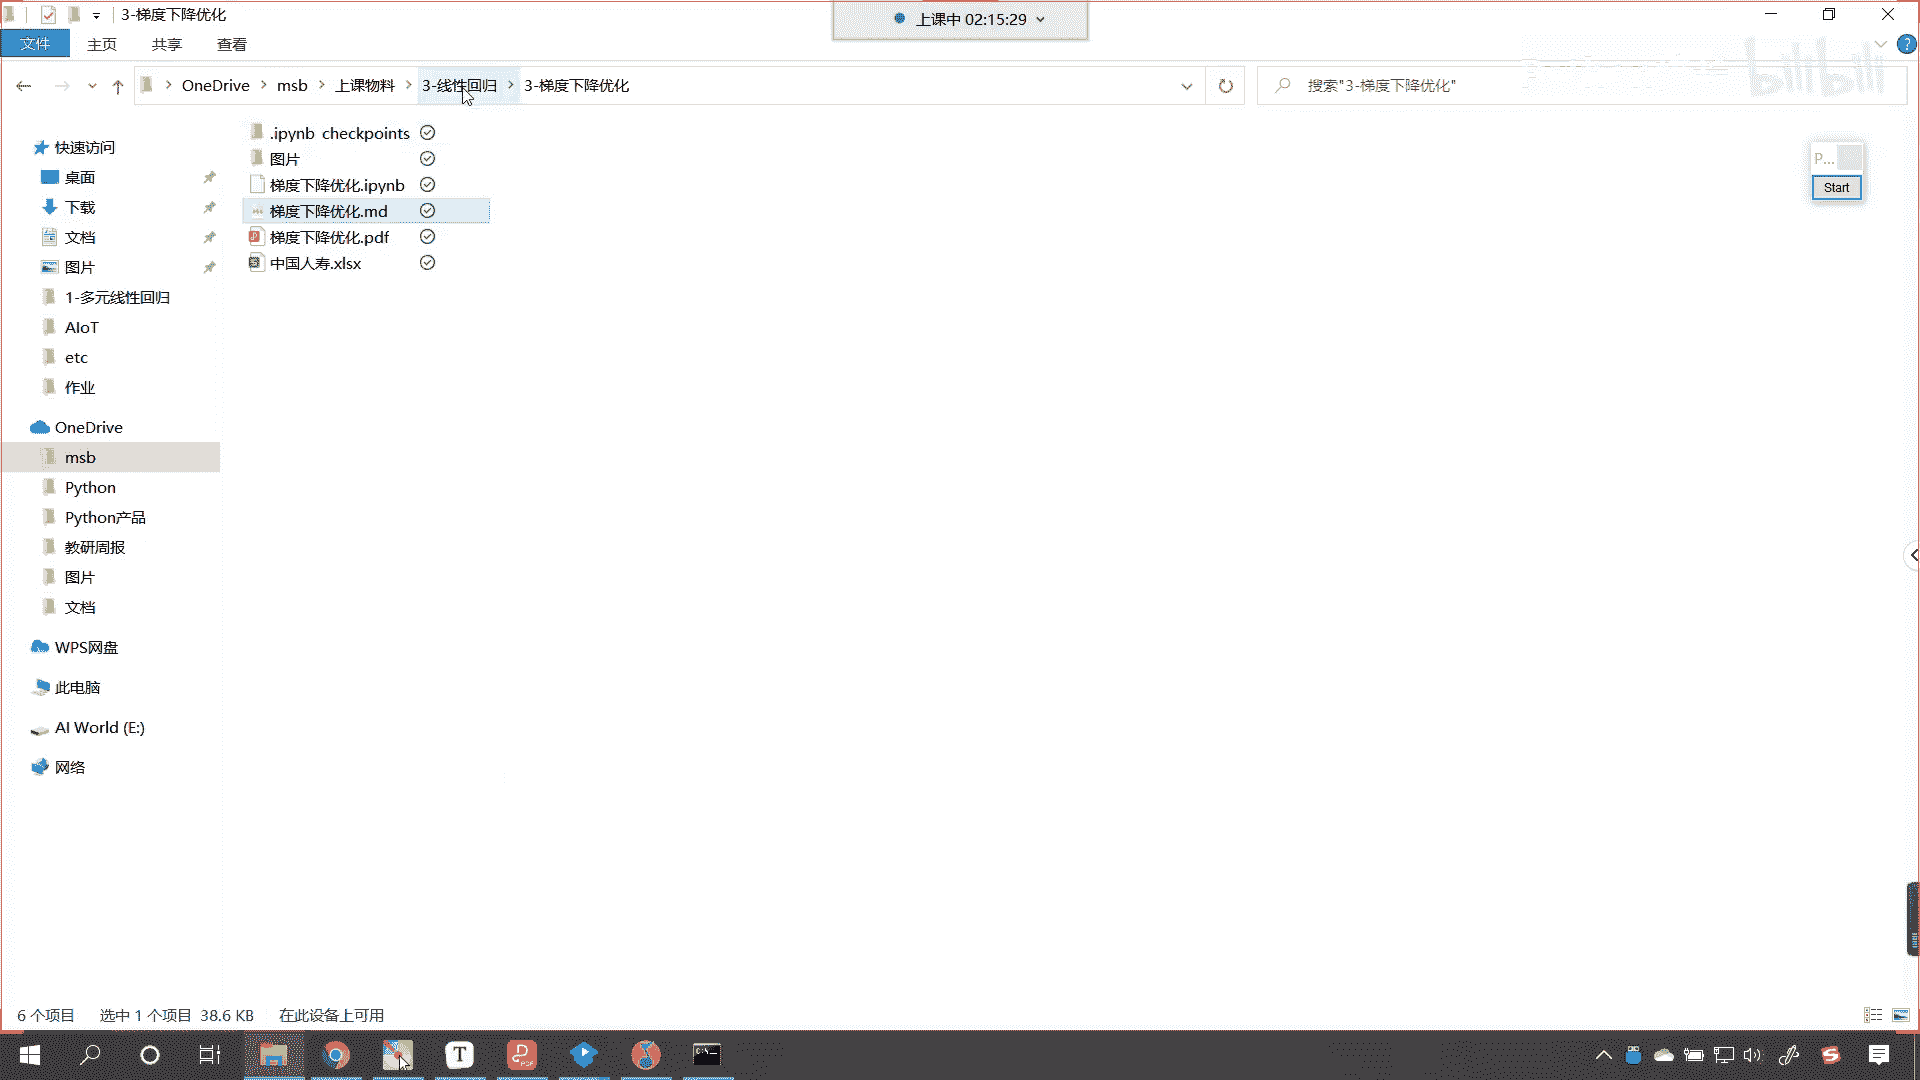 3-梯度下降优化
上课中 02:15:29
文件 主页 共享 查看
OneDrive msb 上课物料 3-线性回归 3-梯度下降优化
搜索"3-梯度下降优化"
bilibili
快速访问
桌面
下载
文档
图片
1-多元线性回归
AIoT
etc
作业
OneDrive
msb
Python
Python产品
教研周报
图片
文档
WPS网盘
此电脑
AI World (E:)
网络
.ipynb_checkpoints
图片
梯度下降优化.ipynb
梯度下降优化.md
梯度下降优化.pdf
中国人寿.xlsx
P...
Start
6 个项目 选中 1 个项目 38.6 KB 在此设备上可用